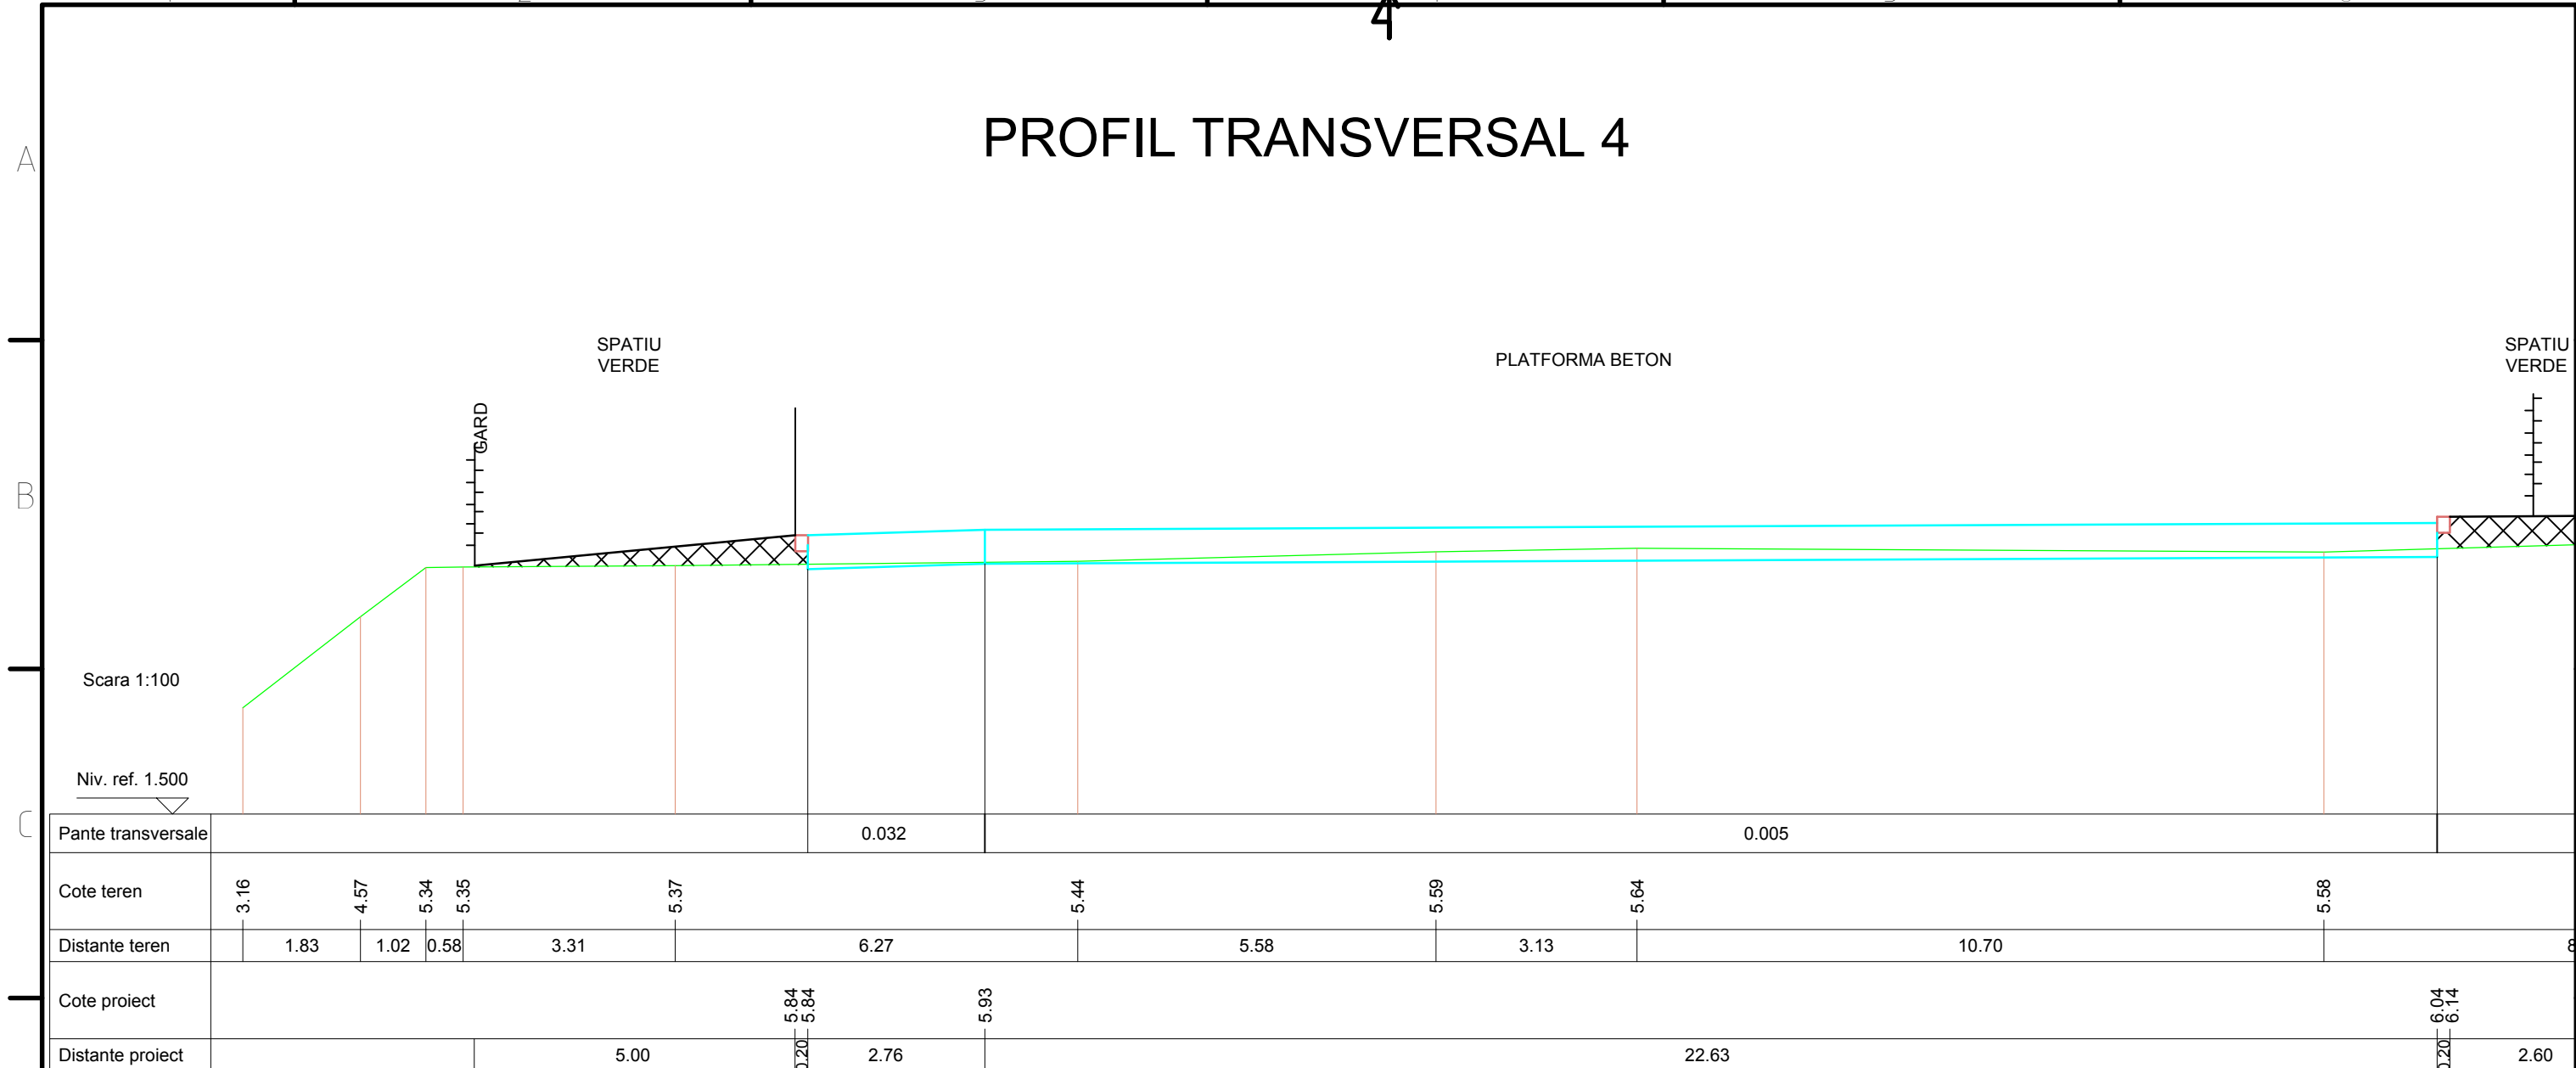 4
PROFIL TRANSVERSAL 4
A
SPATIU
VERDE
PLATFORMA BETON
SPATIU
VERDE
GARD
B
Scara 1:100
Niv. ref. 1.500
C
Pante transversale 0.032 0.005
Cote teren 3.16 4.57 5.34 5.35 5.37 5.44 5.59 5.64 5.58
Distante teren 1.83 1.02 0.58 3.31 6.27 5.58 3.13 10.70 8
Cote proiect 5.84 5.84 5.93 6.04 6.14
Distante proiect 5.00 0.20 2.76 22.63 0.20 2.60